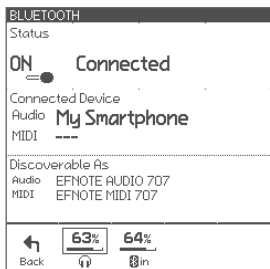 BLUETOOTH
Status
ON Connected
Connected Device
Audio My Smartphone
MIDI ---
Discoverable As
Audio EFNOTE AUDIO 707
MIDI EFNOTE MIDI 707
63% 64%
Back in